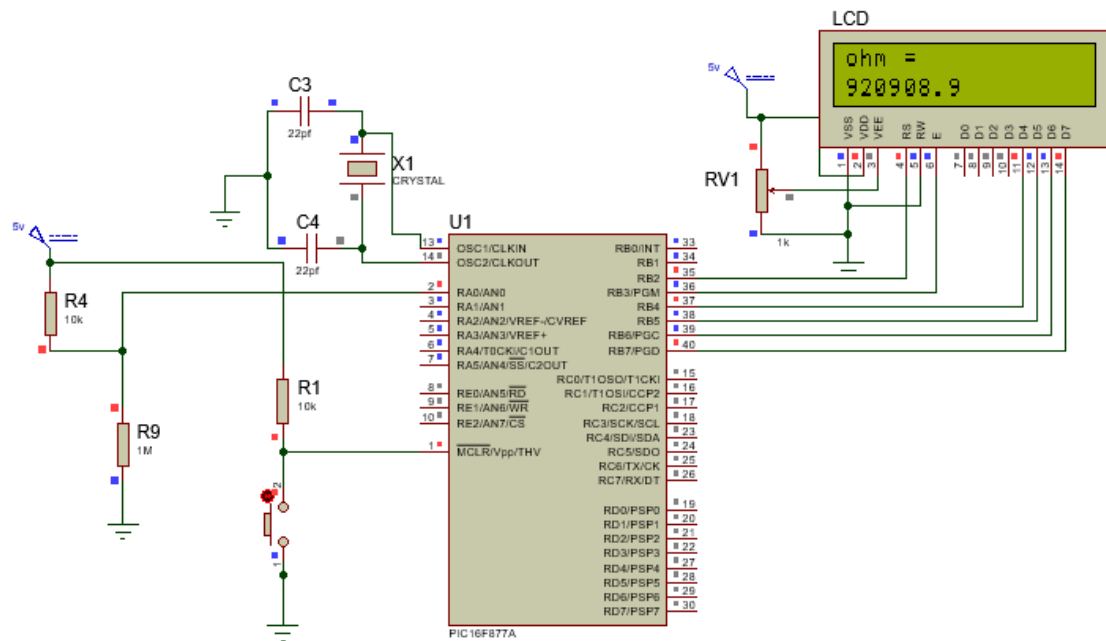 LCD
5v
ohm =
920908.9
VSS
VDD
VEE
RS
RW
E
D0
D1
D2
D3
D4
D5
D6
D7
1
2
3
4
5
6
7
8
9
10
11
12
13
14
RV1
1k
C3
22pf
X1
CRYSTAL
C4
22pf
5v
R4
10k
R9
1M
R1
10k
2
1
U1
13 OSC1/CLKIN
14 OSC2/CLKOUT
2 RA0/AN0
3 RA1/AN1
4 RA2/AN2/VREF-/CVREF
5 RA3/AN3/VREF+
6 RA4/T0CKI/C1OUT
7 RA5/AN4/SS/C2OUT
8 RE0/AN5/RD
9 RE1/AN6/WR
10 RE2/AN7/CS
1 MCLR/Vpp/THV
RB0/INT 33
RB1 34
RB2 35
RB3/PGM 36
RB4 37
RB5 38
RB6/PGC 39
RB7/PGD 40
RC0/T1OSO/T1CKI 15
RC1/T1OSI/CCP2 16
RC2/CCP1 17
RC3/SCK/SCL 18
RC4/SDI/SDA 23
RC5/SDO 24
RC6/TX/CK 25
RC7/RX/DT 26
RD0/PSP0 19
RD1/PSP1 20
RD2/PSP2 21
RD3/PSP3 22
RD4/PSP4 27
RD5/PSP5 28
RD6/PSP6 29
RD7/PSP7 30
PIC16F877A